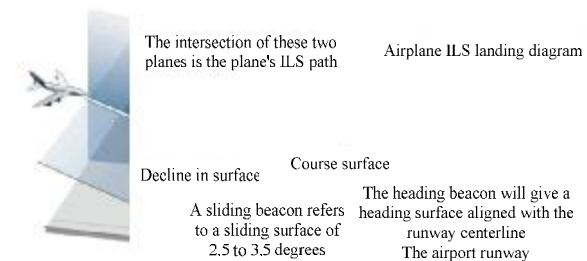 The intersection of these two
planes is the plane's ILS path
Airplane ILS landing diagram
Decline in surface
Course surface
A sliding beacon refers
to a sliding surface of
2.5 to 3.5 degrees
The heading beacon will give a
heading surface aligned with the
runway centerline
The airport runway